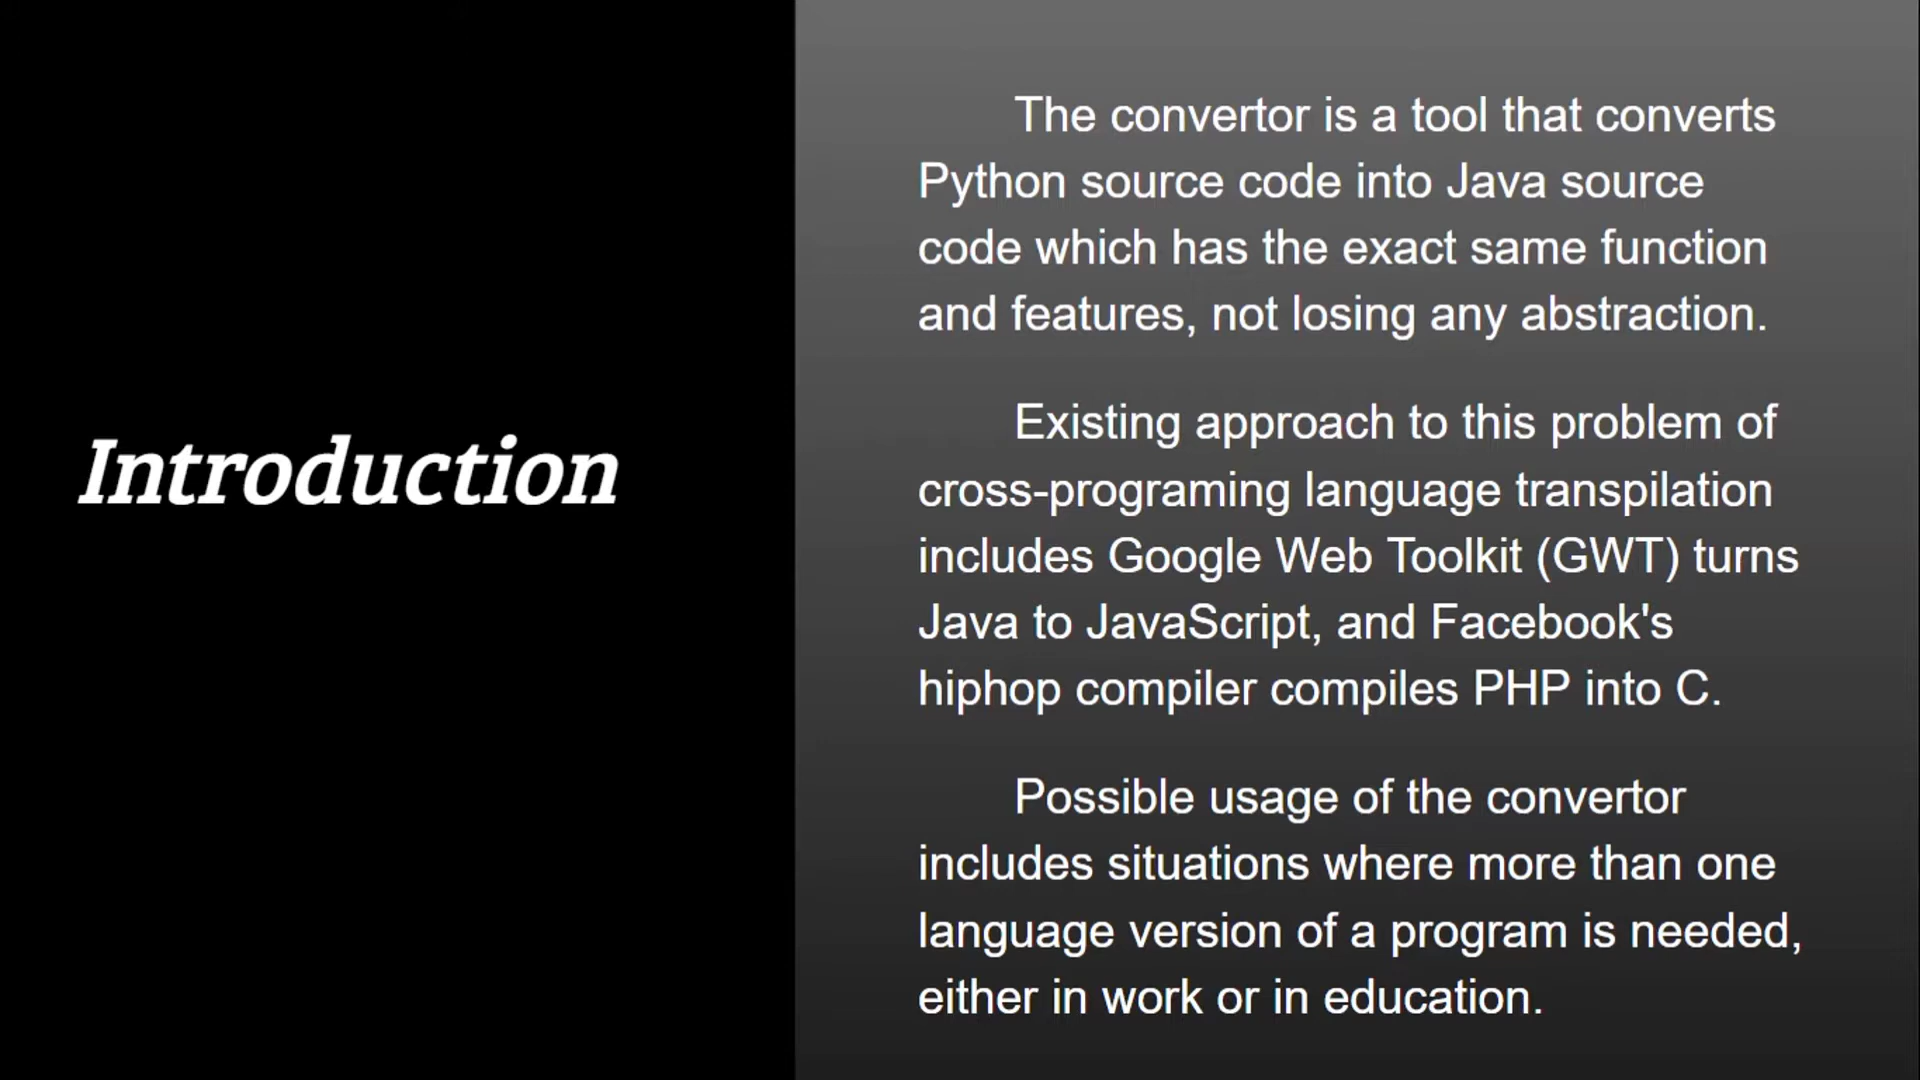 Introduction
The convertor is a tool that converts
Python source code into Java source
code which has the exact same function
and features, not losing any abstraction.
Existing approach to this problem of
cross-programing language transpilation
includes Google Web Toolkit (GWT) turns
Java to JavaScript, and Facebook's
hiphop compiler compiles PHP into C.
Possible usage of the convertor
includes situations where more than one
language version of a program is needed,
either in work or in education.